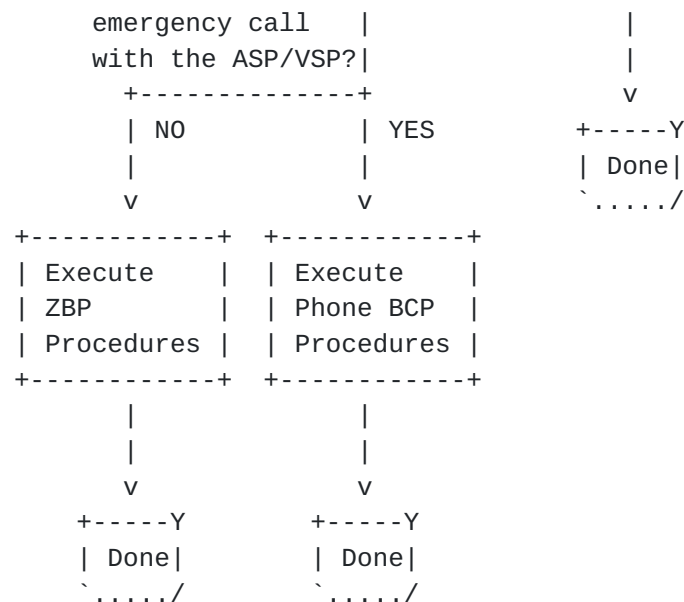 emergency call
with the ASP/VSP?
NO YES
Done
Execute Execute
ZBP Phone BCP
Procedures Procedures
Done Done